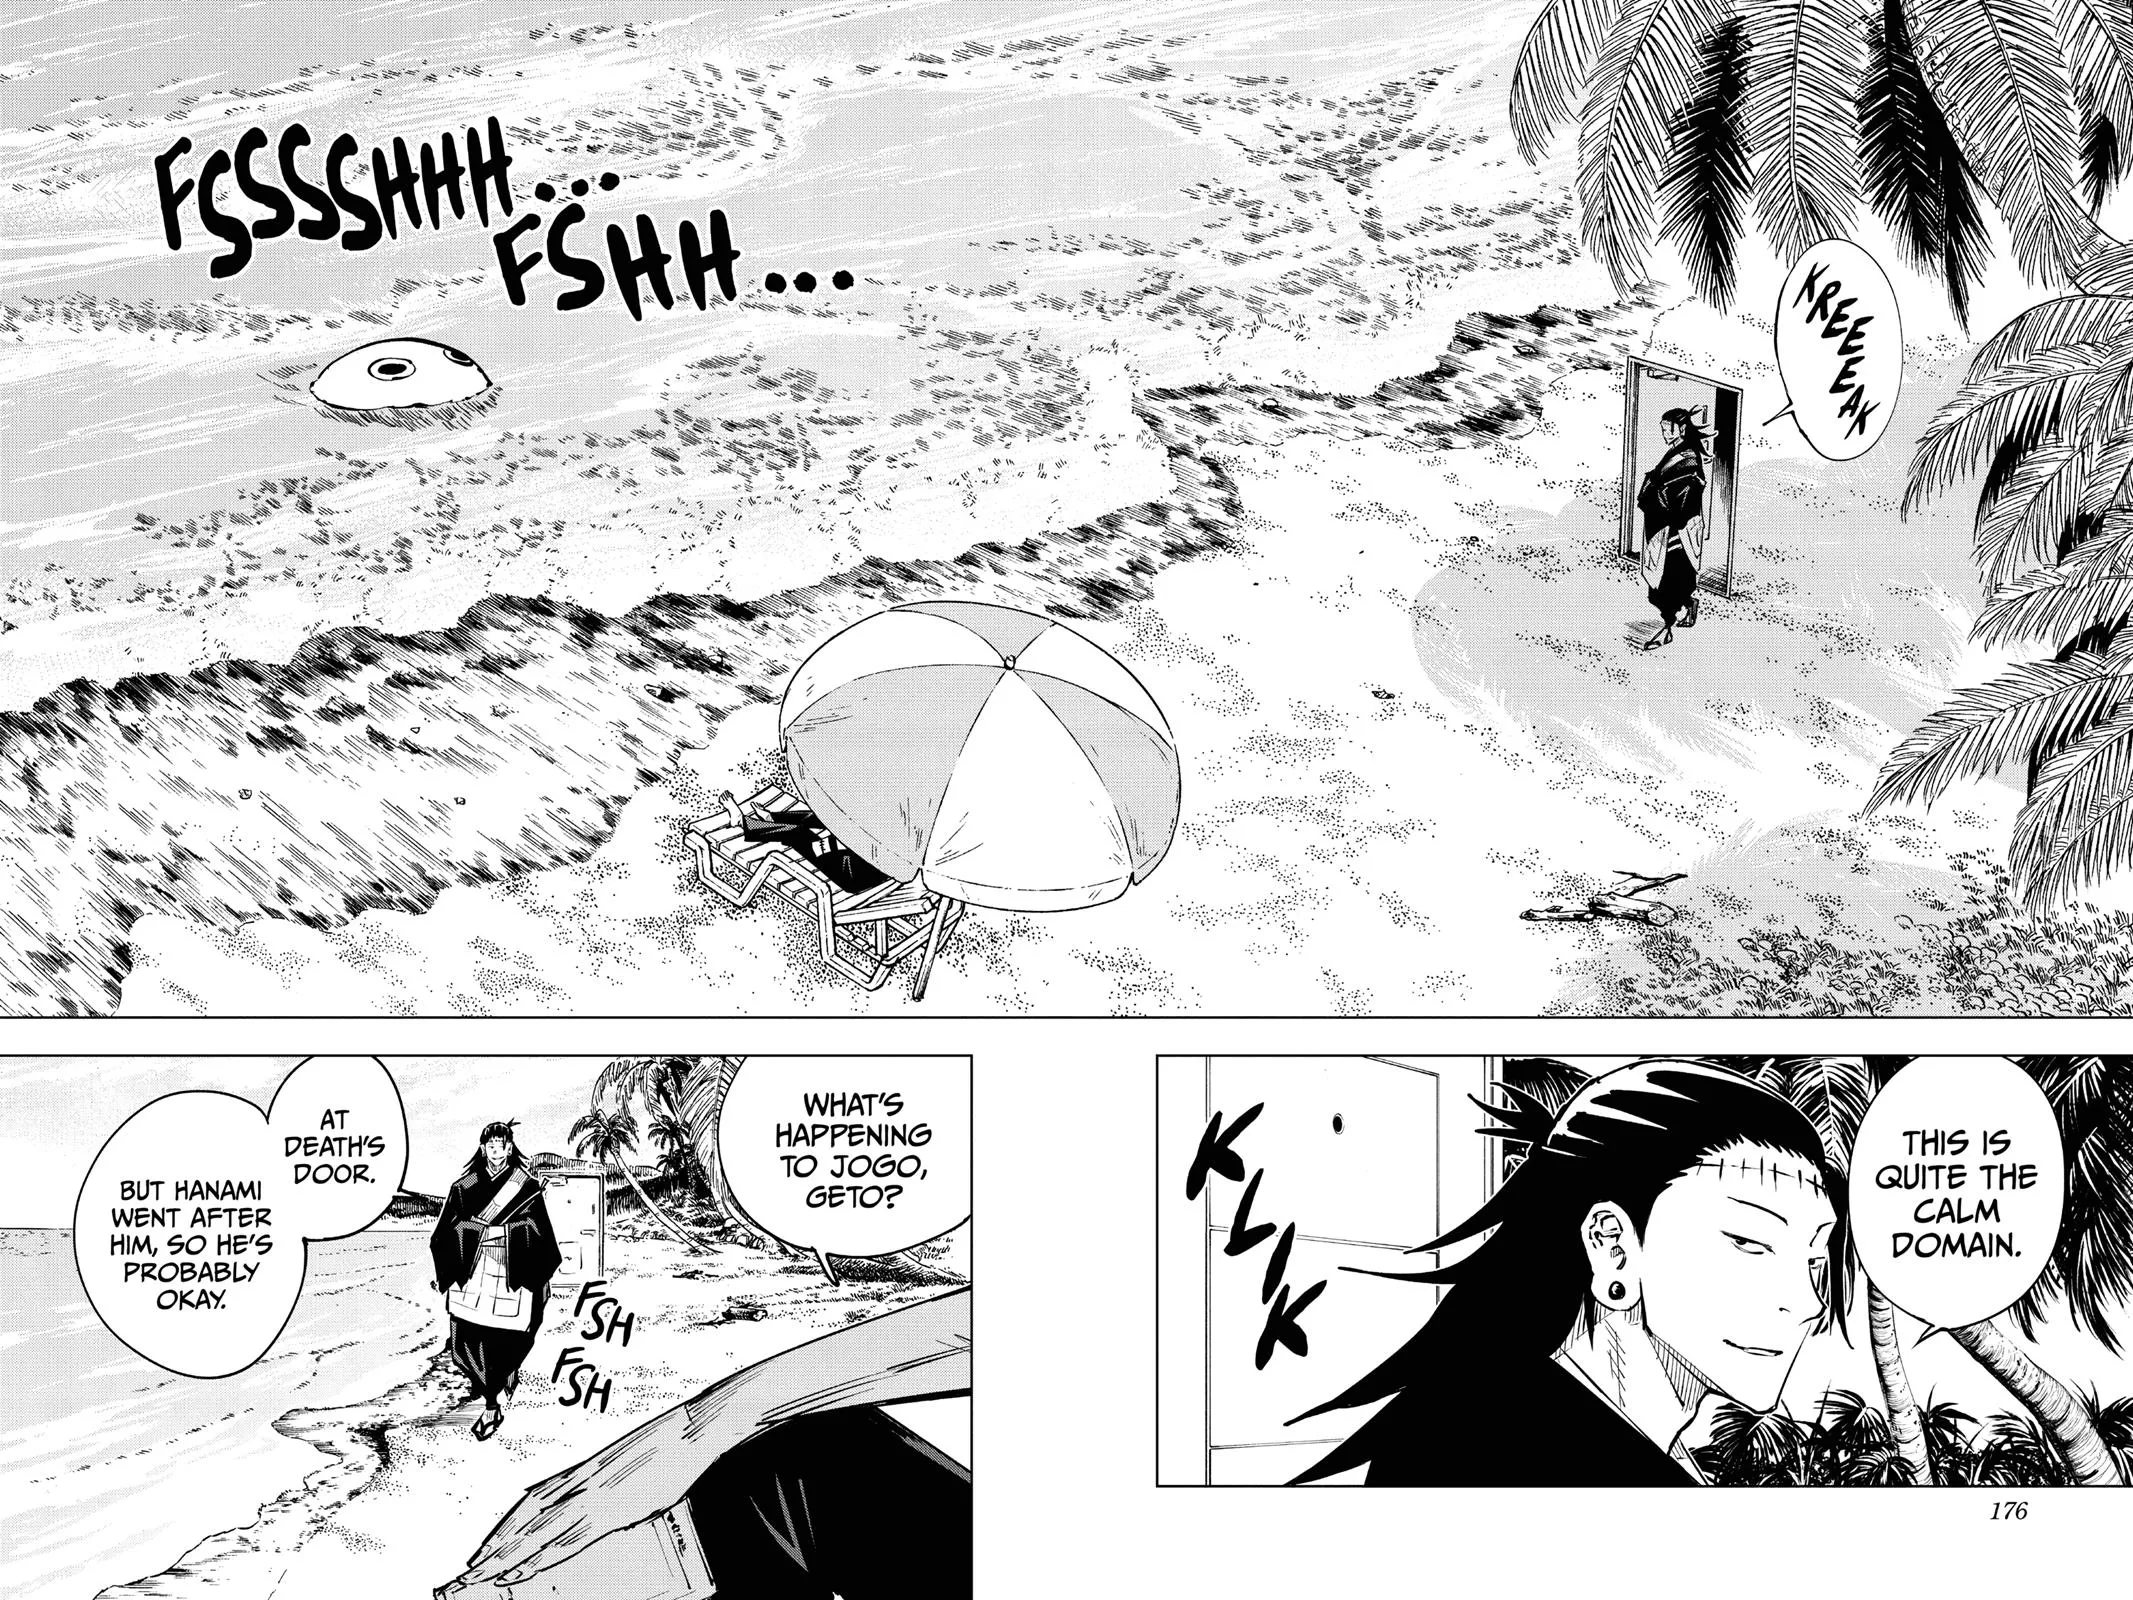 KREEEEAK
FSSSSHHH...
FSHH...
THIS IS
QUITE THE
CALM
DOMAIN.
KLIK
176
WHAT'S
HAPPENING
TO JOGO,
GETO?
AT
DEATH'S
DOOR.
BUT HANAMI
WENT AFTER
HIM, SO HE'S
PROBABLY
OKAY.
FSH
FSH